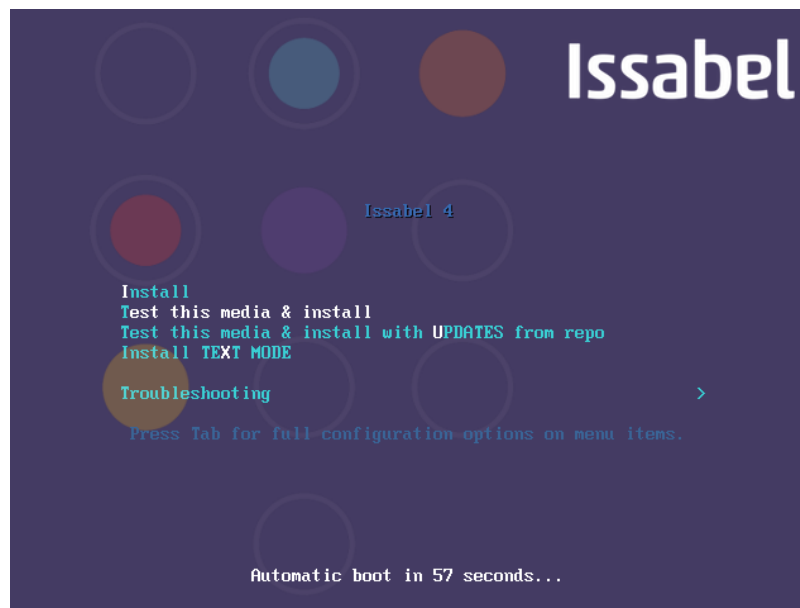 Issabel
Issabel 4
Install
Test this media & install
Test this media & install with UPDATES from repo
Install TEXT MODE
Troubleshooting >
Press Tab for full configuration options on menu items.
Automatic boot in 57 seconds...